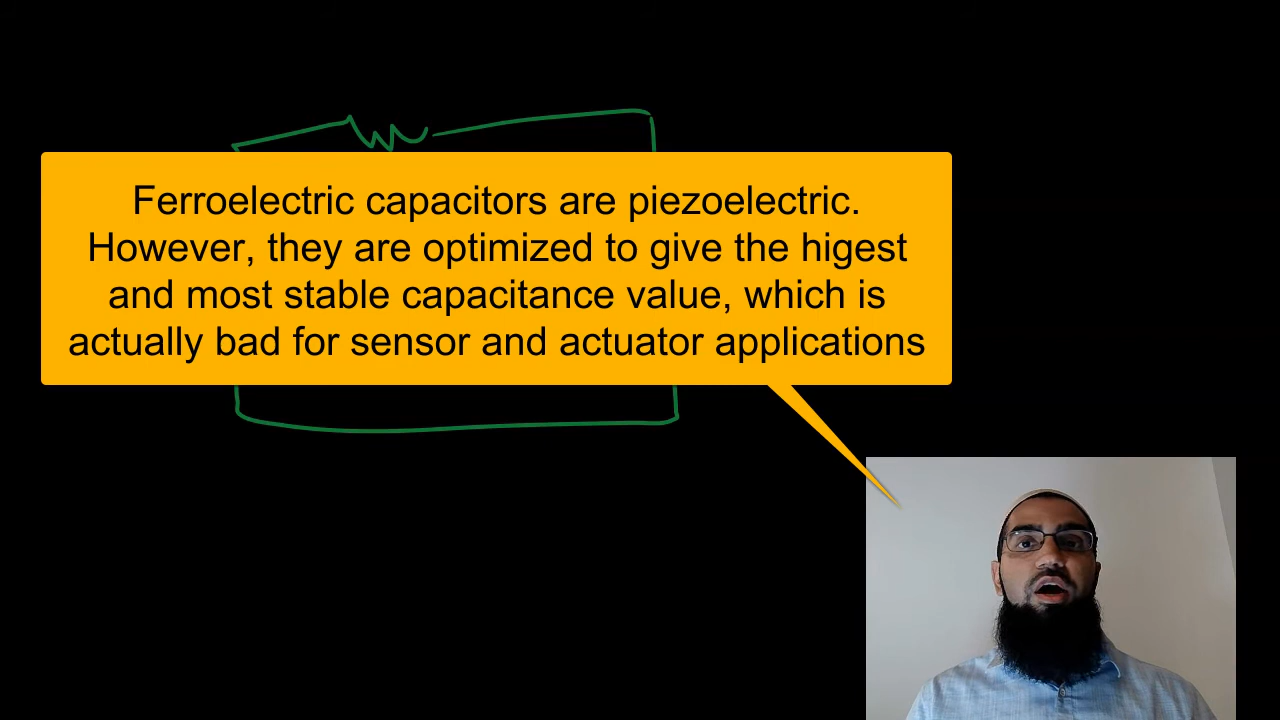 Ferroelectric capacitors are piezoelectric.
However, they are optimized to give the higest
and most stable capacitance value, which is
actually bad for sensor and actuator applications